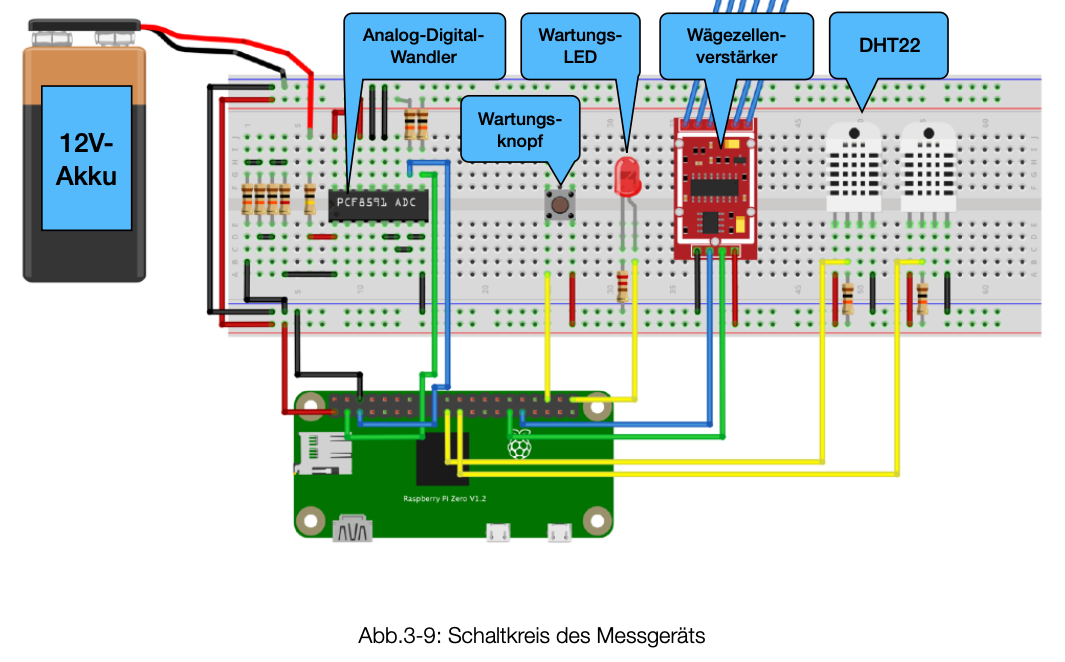 Analog-Digital-
Wandler
Wartungs-
LED
Wägezellen-
verstärker
DHT22
Wartungs-
knopf
12V-
Akku
PCF8591 ADC
Raspberry Pi Zero V1.2
Abb.3-9: Schaltkreis des Messgeräts